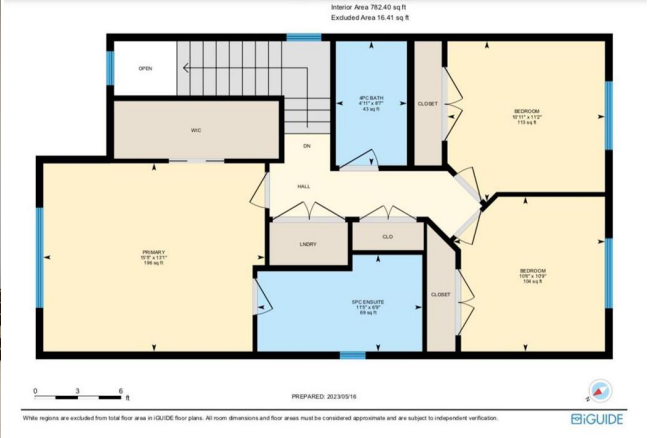 Interior Area 782.40 sq ft
Excluded Area 16.41 sq ft
OPEN
4PC BATH
4'11" x 8'7"
43 sq ft
CLOSET
BEDROOM
10'11" x 11'2"
113 sq ft
WIC
DN
HALL
PRIMARY
15'8" x 13'1"
196 sq ft
LNDRY
CLO
BEDROOM
10'6" x 10'8"
104 sq ft
CLOSET
5PC ENSUITE
11'5" x 6'9"
69 sq ft
0 3 6 ft
PREPARED: 2023/05/16
White regions are excluded from total floor area in iGUIDE floor plans. All room dimensions and floor areas must be considered approximate and are subject to independent verification.
iGUIDE